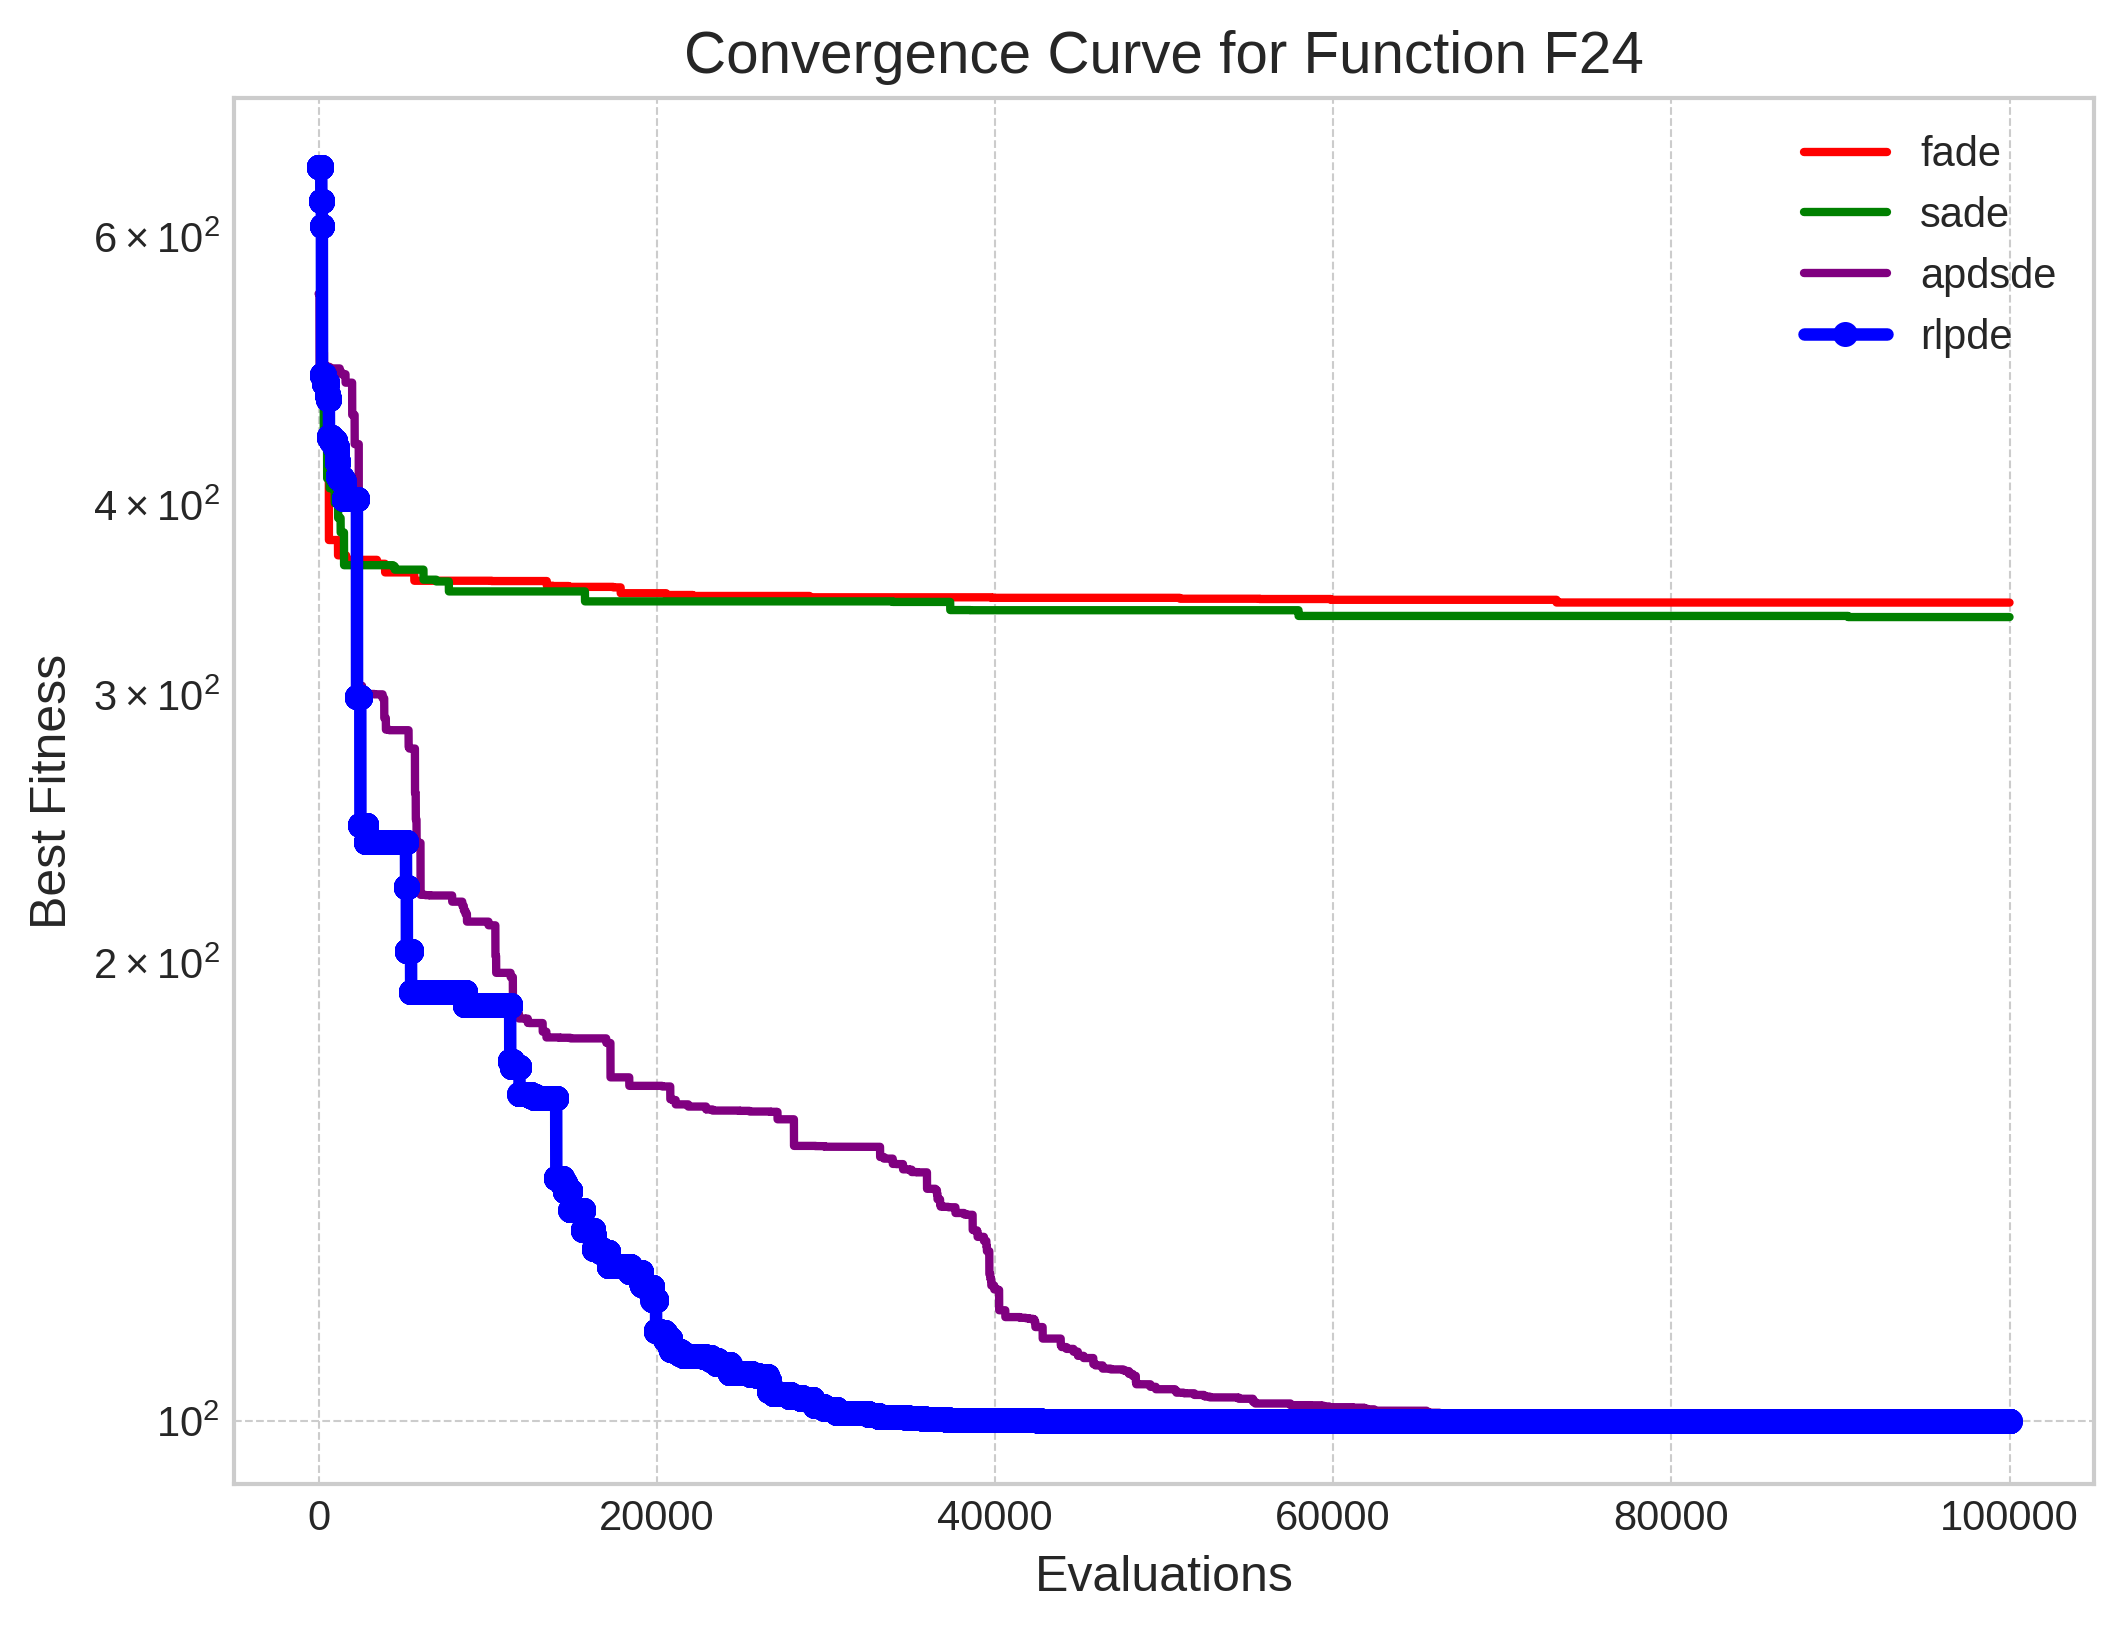 Convergence Curve for Function F24
fade
sade
apdsde
rlpde
6 × 10²
4 × 10²
3 × 10²
2 × 10²
10²
Best Fitness
0 20000 40000 60000 80000 100000
Evaluations